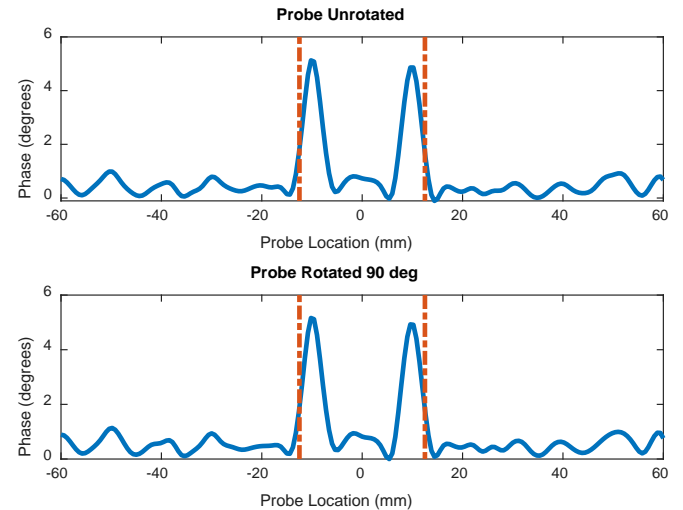 Probe Unrotated
6
4
2
0
Phase (degrees)
-60 -40 -20 0 20 40 60
Probe Location (mm)
Probe Rotated 90 deg
6
4
2
0
Phase (degrees)
-60 -40 -20 0 20 40 60
Probe Location (mm)